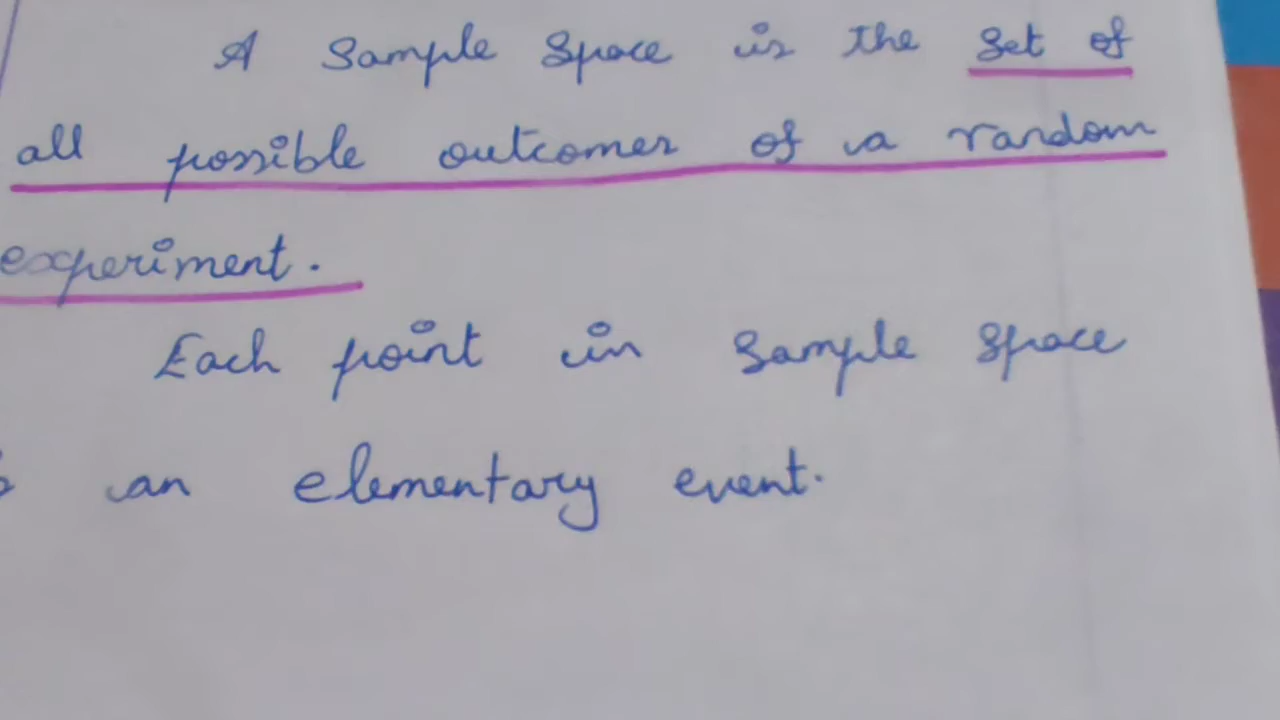 A Sample Space is the Set of
all possible outcomes of a random
experiment.
Each point in Sample Space
an elementary event.